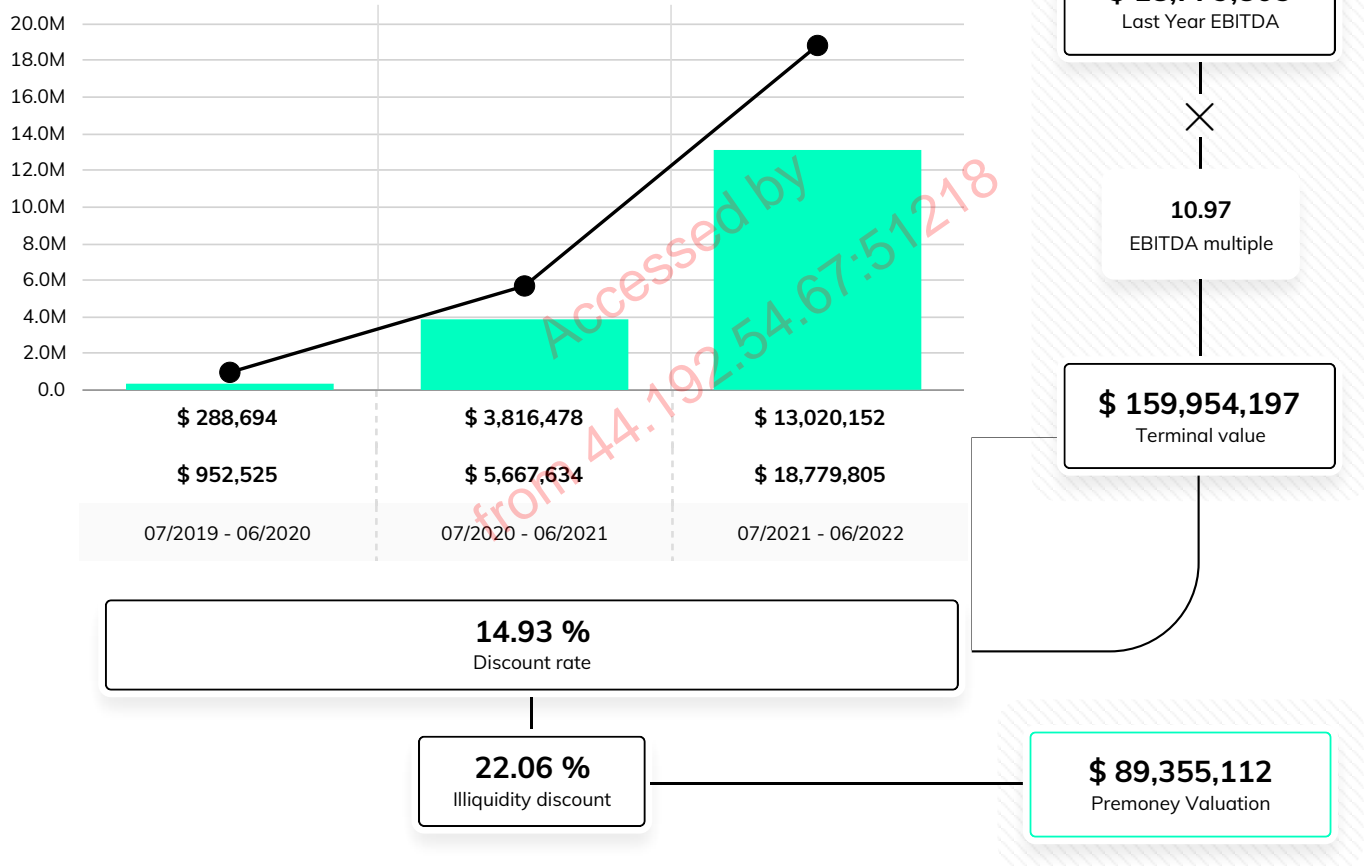 20.0M
18.0M
16.0M
14.0M
12.0M
10.0M
8.0M
6.0M
4.0M
2.0M
0.0
$ 288,694
$ 3,816,478
$ 13,020,152
$ 952,525
$ 5,667,634
$ 18,779,805
07/2019 - 06/2020
07/2020 - 06/2021
07/2021 - 06/2022
Accessed by
from 44.192.54.67:51218
Last Year EBITDA
10.97
EBITDA multiple
$ 159,954,197
Terminal value
14.93 %
Discount rate
22.06 %
Illiquidity discount
$ 89,355,112
Premoney Valuation